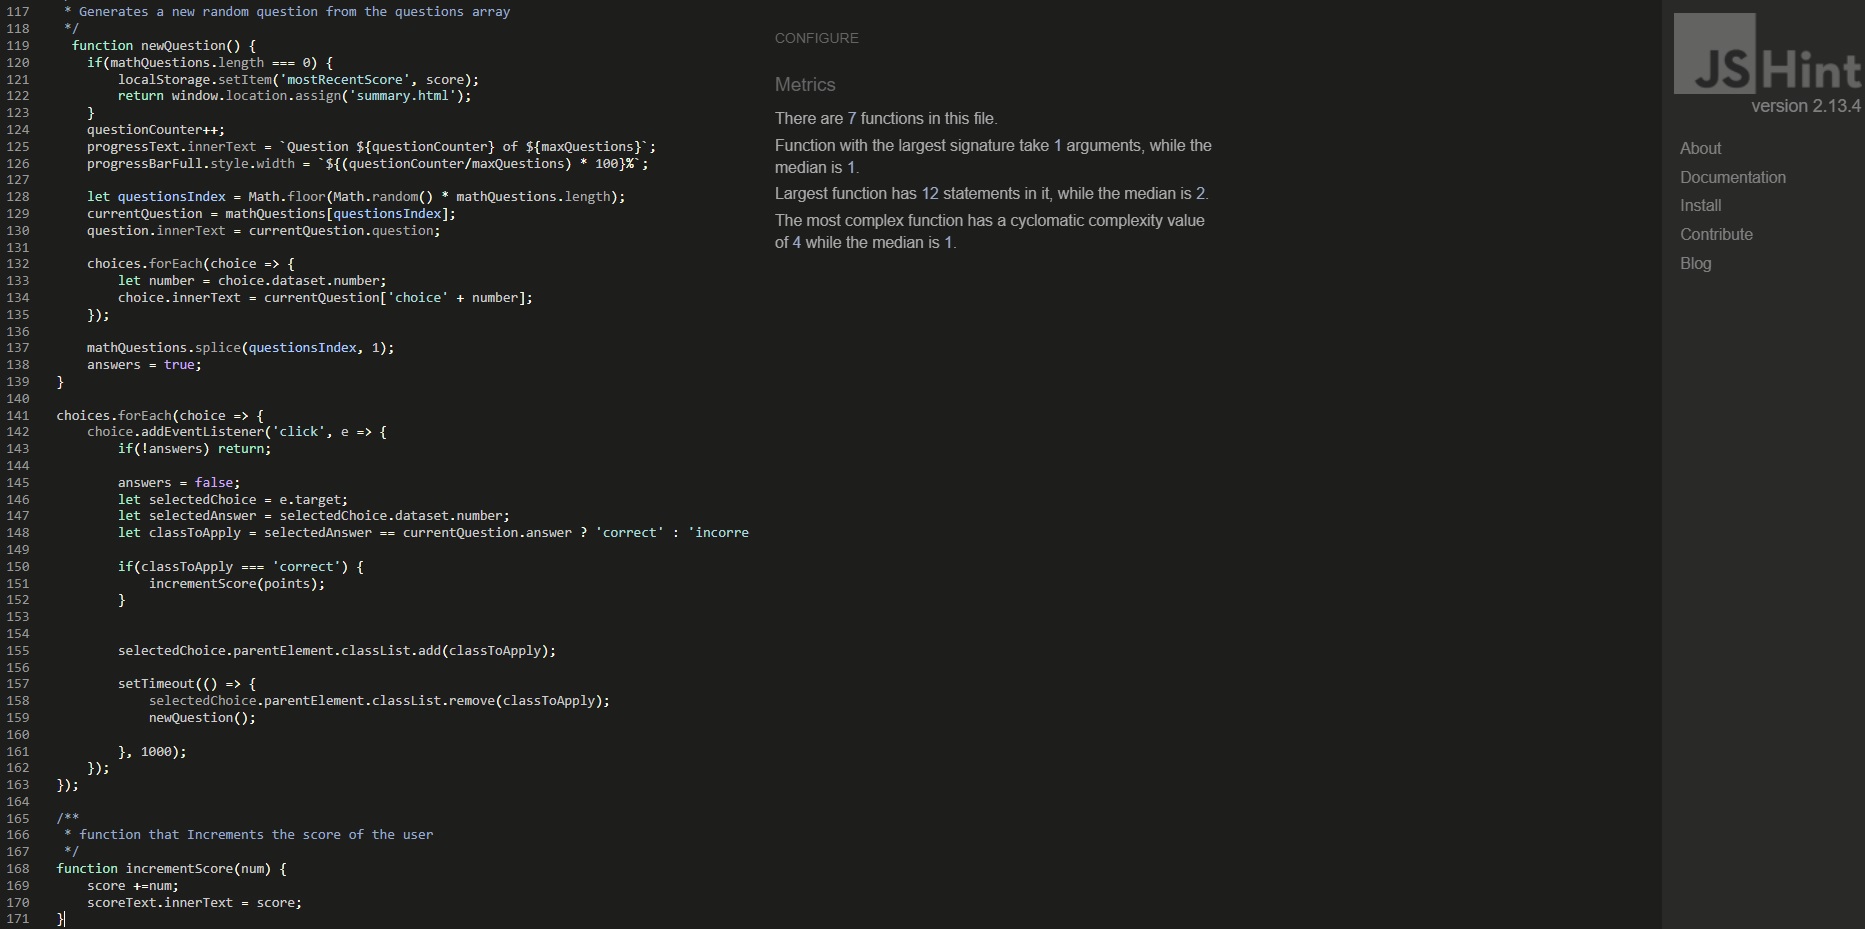 117 * Generates a new random question from the questions array
118 */
119 function newQuestion() {
120 if(mathQuestions.length === 0) {
121 localStorage.setItem('mostRecentScore', score);
122 return window.location.assign('summary.html');
123 }
124 questionCounter++;
125 progressText.innerText = `Question ${questionCounter} of ${maxQuestions}`;
126 progressBarFull.style.width = `${(questionCounter/maxQuestions) * 100}%`;
127
128 let questionsIndex = Math.floor(Math.random() * mathQuestions.length);
129 currentQuestion = mathQuestions[questionsIndex];
130 question.innerText = currentQuestion.question;
131
132 choices.forEach(choice => {
133 let number = choice.dataset.number;
134 choice.innerText = currentQuestion['choice' + number];
135 });
136
137 mathQuestions.splice(questionsIndex, 1);
138 answers = true;
139 }
140
141 choices.forEach(choice => {
142 choice.addEventListener('click', e => {
143 if(!answers) return;
144
145 answers = false;
146 let selectedChoice = e.target;
147 let selectedAnswer = selectedChoice.dataset.number;
148 let classToApply = selectedAnswer == currentQuestion.answer ? 'correct' : 'incorre
149
150 if(classToApply === 'correct') {
151 incrementScore(points);
152 }
153
154
155 selectedChoice.parentElement.classList.add(classToApply);
156
157 setTimeout(() => {
158 selectedChoice.parentElement.classList.remove(classToApply);
159 newQuestion();
160
161 }, 1000);
162 });
163 });
164
165 /**
166 * function that Increments the score of the user
167 */
168 function incrementScore(num) {
169 score +=num;
170 scoreText.innerText = score;
171 }
CONFIGURE
Metrics
There are 7 functions in this file.
Function with the largest signature take 1 arguments, while the
median is 1.
Largest function has 12 statements in it, while the median is 2.
The most complex function has a cyclomatic complexity value
of 4 while the median is 1.
JSHint
version 2.13.4
About
Documentation
Install
Contribute
Blog